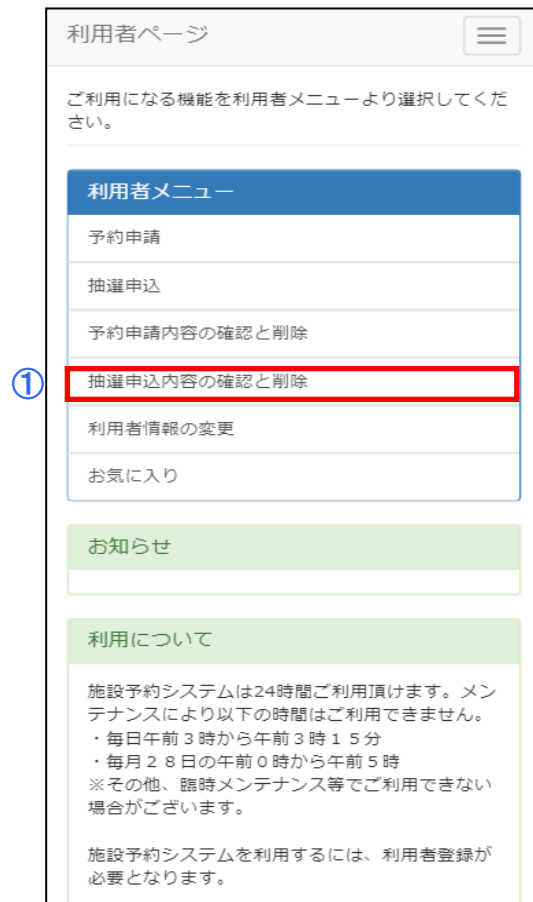 利用者ページ
ご利用になる機能を利用者メニューより選択してくだ
さい。
利用者メニュー
予約申請
抽選申込
予約申請内容の確認と削除
① 抽選申込内容の確認と削除
利用者情報の変更
お気に入り
お知らせ
利用について
施設予約システムは24時間ご利用頂けます。メン
テナンスにより以下の時間はご利用できません。
・毎日午前３時から午前３時１５分
・毎月２８日の午前０時から午前５時
※その他、臨時メンテナンス等でご利用できない
場合がございます。
施設予約システムを利用するには、利用者登録が
必要となります。